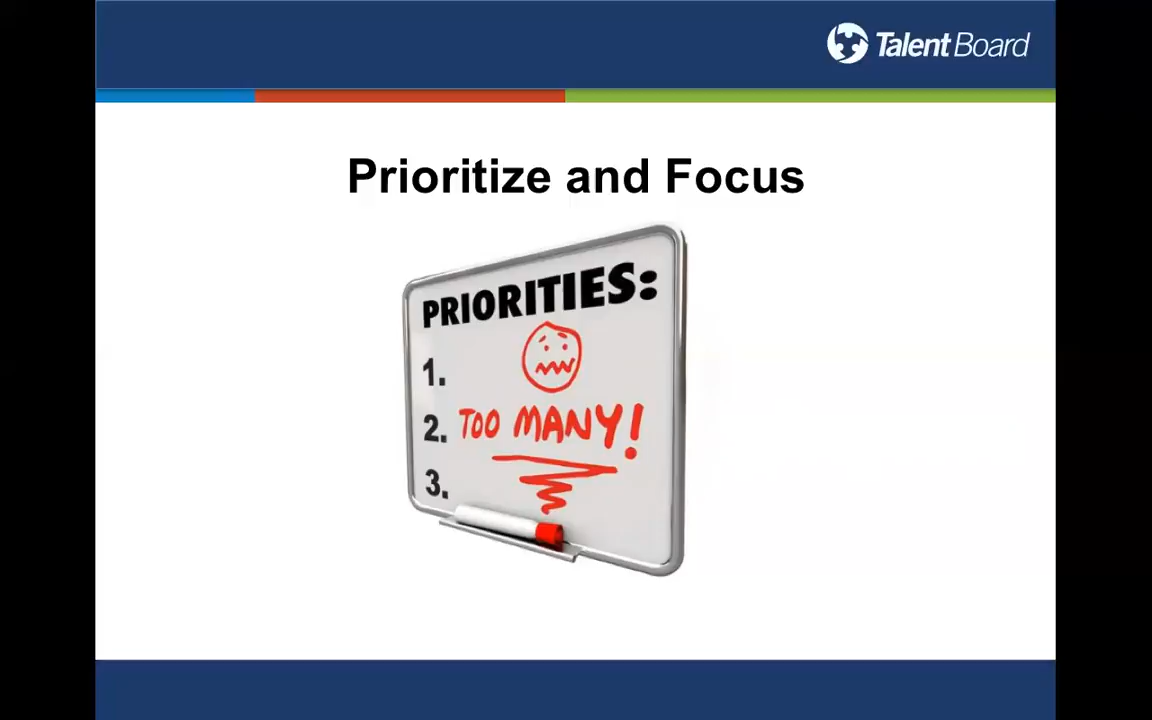 Talent Board
Prioritize and Focus
PRIORITIES:
1.
2. TOO MANY!
3.